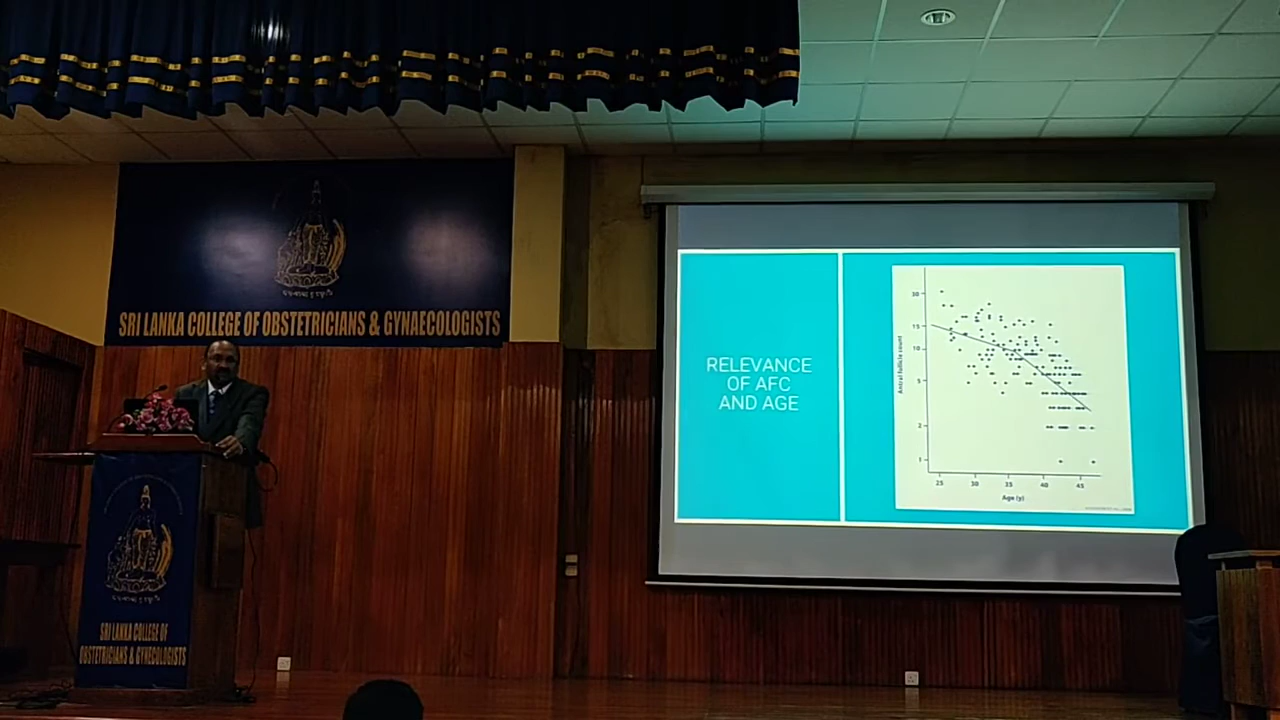 SRI LANKA COLLEGE OF OBSTETRICIANS & GYNAECOLOGISTS
SRI LANKA COLLEGE OF
OBSTETRICIANS & GYNECOLOGISTS
RELEVANCE
OF AFC
AND AGE
Antral follicle count
30
15
10
5
2
1
25 30 35 40 45
Age (y)